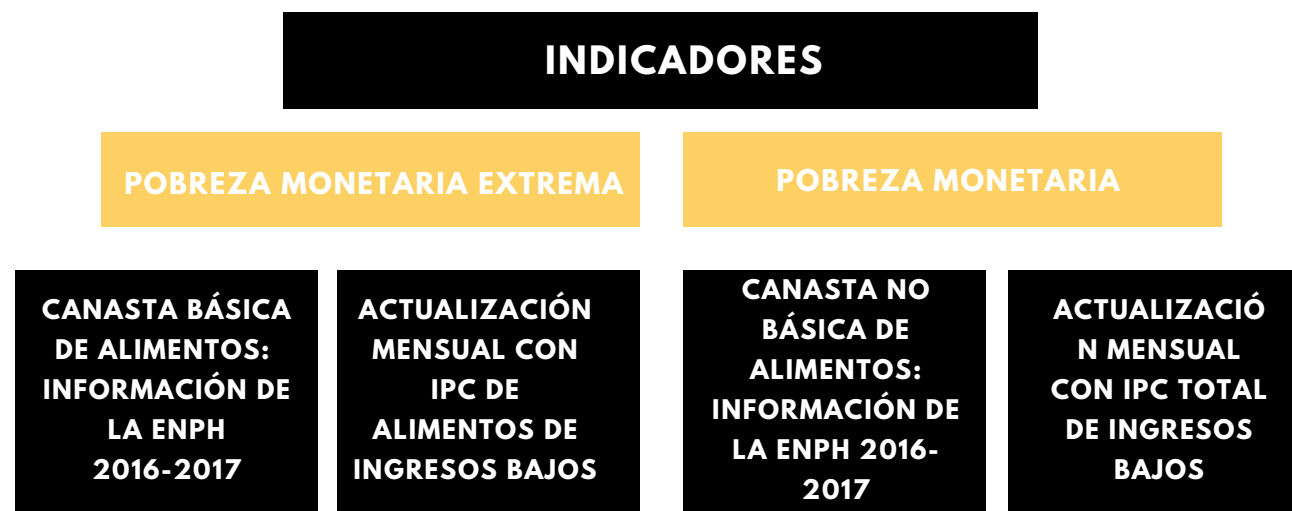 INDICADORES
POBREZA MONETARIA EXTREMA
POBREZA MONETARIA
CANASTA BÁSICA
DE ALIMENTOS:
INFORMACIÓN DE
LA ENPH
2016-2017
ACTUALIZACIÓN
MENSUAL CON
IPC DE
ALIMENTOS DE
INGRESOS BAJOS
CANASTA NO
BÁSICA DE
ALIMENTOS:
INFORMACIÓN DE
LA ENPH 2016-
2017
ACTUALIZACIÓ
N MENSUAL
CON IPC TOTAL
DE INGRESOS
BAJOS